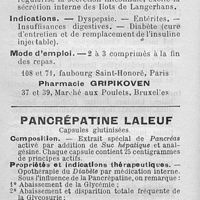 sécrétion interne des îlots de Langerhans.
Indications. — Dyspepsie. — Entérites. —
Insuffisances digestives. — Diabète (cure
d'entretien et de remplacement de l'insuline
injectable).
Mode d'emploi. — 2 à 3 comprimés à la fin
des repas.
108 et 71, faubourg Saint-Honoré, Paris
Pharmacie GRIPIKOVEN
37 et 39, Marché aux Poulets, Bruxelles
PANCRÉPATINE LALEUF
Capsules glutinisées
Composition. — Extrait spécial de Pancréas
activé par addition de Suc hépatique et anal-
gésine. Chaque capsule contient 25 centigrammes
de principes actifs.
Propriétés et indications thérapeutiques. —
Opothérapie du Diabète par médication interne.
Sous l'influence de la Pancrépatine, on remarque :
1° Abaissement de la Glycémie ;
2° Abaissement et disparition totale fréquente de
la Glycosurie ;